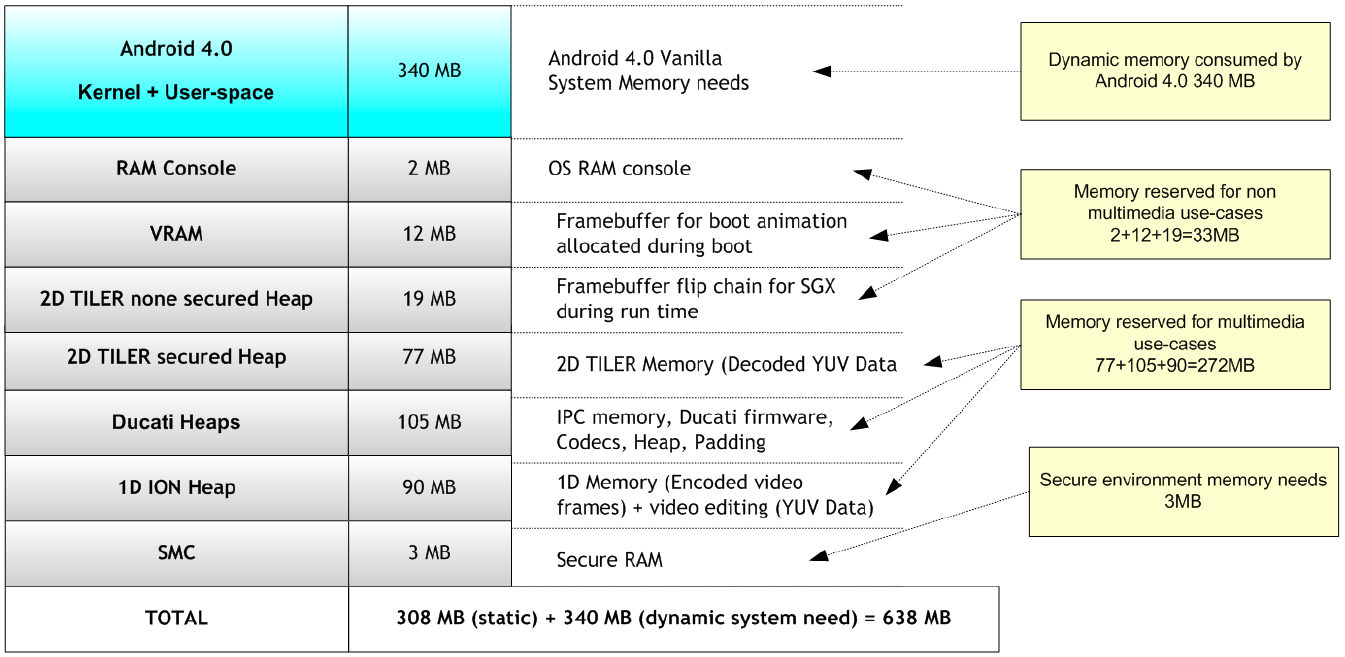 Android 4.0
Kernel + User-space
340 MB
Android 4.0 Vanilla
System Memory needs
Dynamic memory consumed by
Android 4.0 340 MB
RAM Console
2 MB
OS RAM console
Memory reserved for non
multimedia use-cases
2+12+19=33MB
VRAM
12 MB
Framebuffer for boot animation
allocated during boot
2D TILER none secured Heap
19 MB
Framebuffer flip chain for SGX
during run time
Memory reserved for multimedia
use-cases
77+105+90=272MB
2D TILER secured Heap
77 MB
2D TILER Memory (Decoded YUV Data
Ducati Heaps
105 MB
IPC memory, Ducati firmware,
Codecs, Heap, Padding
1D ION Heap
90 MB
1D Memory (Encoded video
frames) + video editing (YUV Data)
Secure environment memory needs
3MB
SMC
3 MB
Secure RAM
TOTAL
308 MB (static) + 340 MB (dynamic system need) = 638 MB